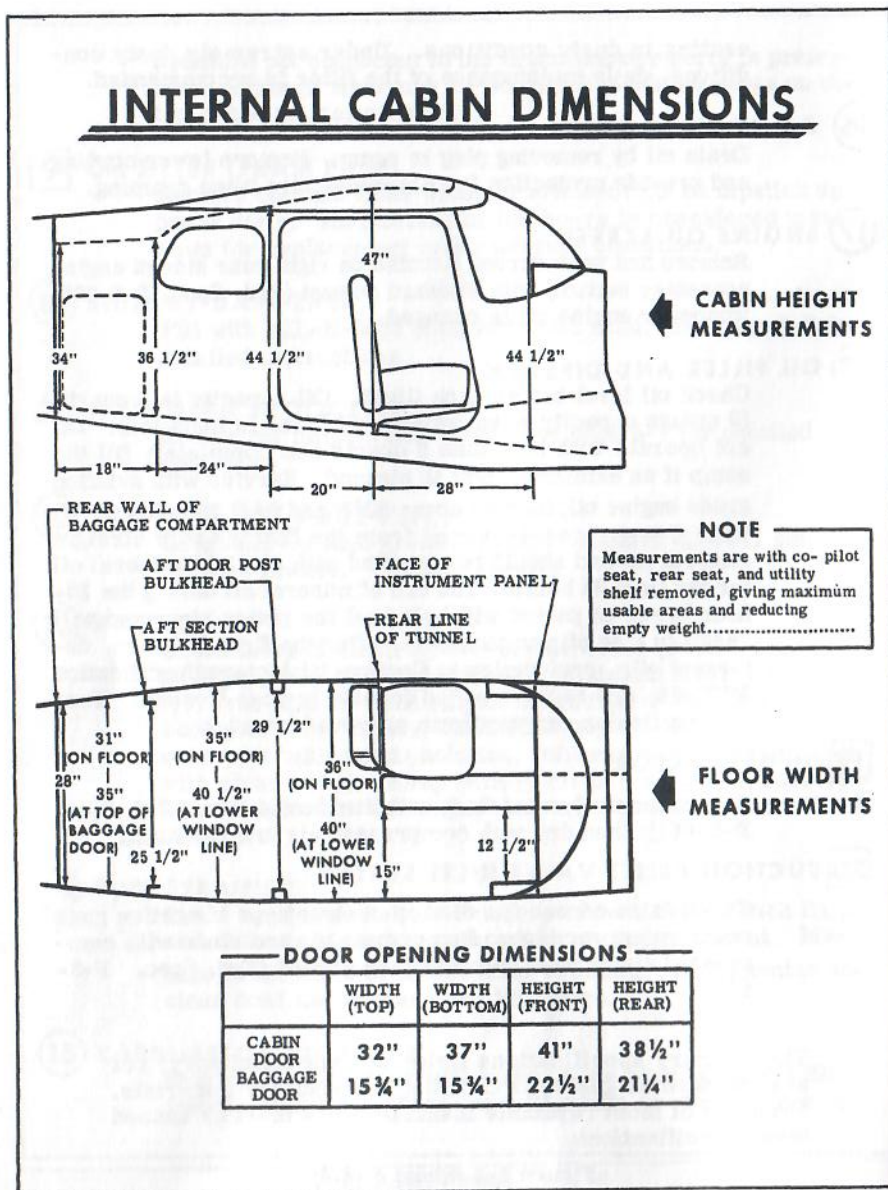 INTERNAL CABIN DIMENSIONS
47"
34"
36 1/2"
44 1/2"
44 1/2"
CABIN HEIGHT
MEASUREMENTS
18"
24"
20"
28"
REAR WALL OF
BAGGAGE COMPARTMENT
AFT DOOR POST
BULKHEAD
AFT SECTION
BULKHEAD
FACE OF
INSTRUMENT PANEL
REAR LINE
OF TUNNEL
NOTE
Measurements are with co-pilot
seat, rear seat, and utility
shelf removed, giving maximum
usable areas and reducing
empty weight..............................
28"
31"
(ON FLOOR)
35"
(AT TOP OF
BAGGAGE
DOOR)
25 1/2"
35"
(ON FLOOR)
40 1/2"
(AT LOWER
WINDOW
LINE)
29 1/2"
36"
(ON FLOOR)
40"
(AT LOWER
WINDOW
LINE)
15"
12 1/2"
FLOOR WIDTH
MEASUREMENTS
DOOR OPENING DIMENSIONS
WIDTH (TOP) WIDTH (BOTTOM) HEIGHT (FRONT) HEIGHT (REAR)
CABIN DOOR 32" 37" 41" 38½"
BAGGAGE DOOR 15¾" 15¾" 22½" 21¼"